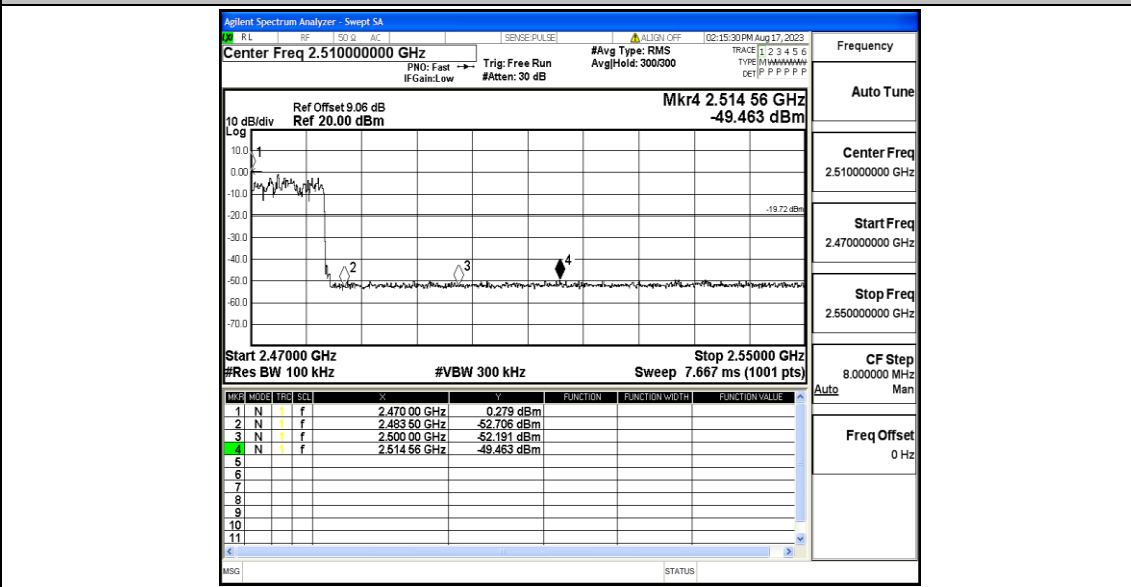 Agilent Spectrum Analyzer - Swept SA
RL RF 50 Ω AC SENSE:PULSE ALIGN OFF 02:15:30 PM Aug 17, 2023
Center Freq 2.510000000 GHz
PNO: Fast
IFGain:Low
Trig: Free Run
#Atten: 30 dB
#Avg Type: RMS
Avg|Hold: 300/300
TRACE 1 2 3 4 5 6
TYPE M
DET P P P P P P
Ref Offset 9.06 dB
10 dB/div Ref 20.00 dBm
Log
Mkr4 2.514 56 GHz
-49.463 dBm
10.0
0.00
-10.0
-20.0
-30.0
-40.0
-50.0
-60.0
-70.0
1
2
3
4
-19.72 dBm
Start 2.47000 GHz Stop 2.55000 GHz
#Res BW 100 kHz #VBW 300 kHz Sweep 7.667 ms (1001 pts)
MKR MODE TRC SCL X Y FUNCTION FUNCTION WIDTH FUNCTION VALUE
1 N 1 f 2.470 00 GHz 0.279 dBm
2 N 1 f 2.483 50 GHz -52.706 dBm
3 N 1 f 2.500 00 GHz -52.191 dBm
4 N 1 f 2.514 56 GHz -49.463 dBm
5
6
7
8
9
10
11
MSG STATUS
Frequency
Auto Tune
Center Freq
2.510000000 GHz
Start Freq
2.470000000 GHz
Stop Freq
2.550000000 GHz
CF Step
8.000000 MHz
Auto Man
Freq Offset
0 Hz